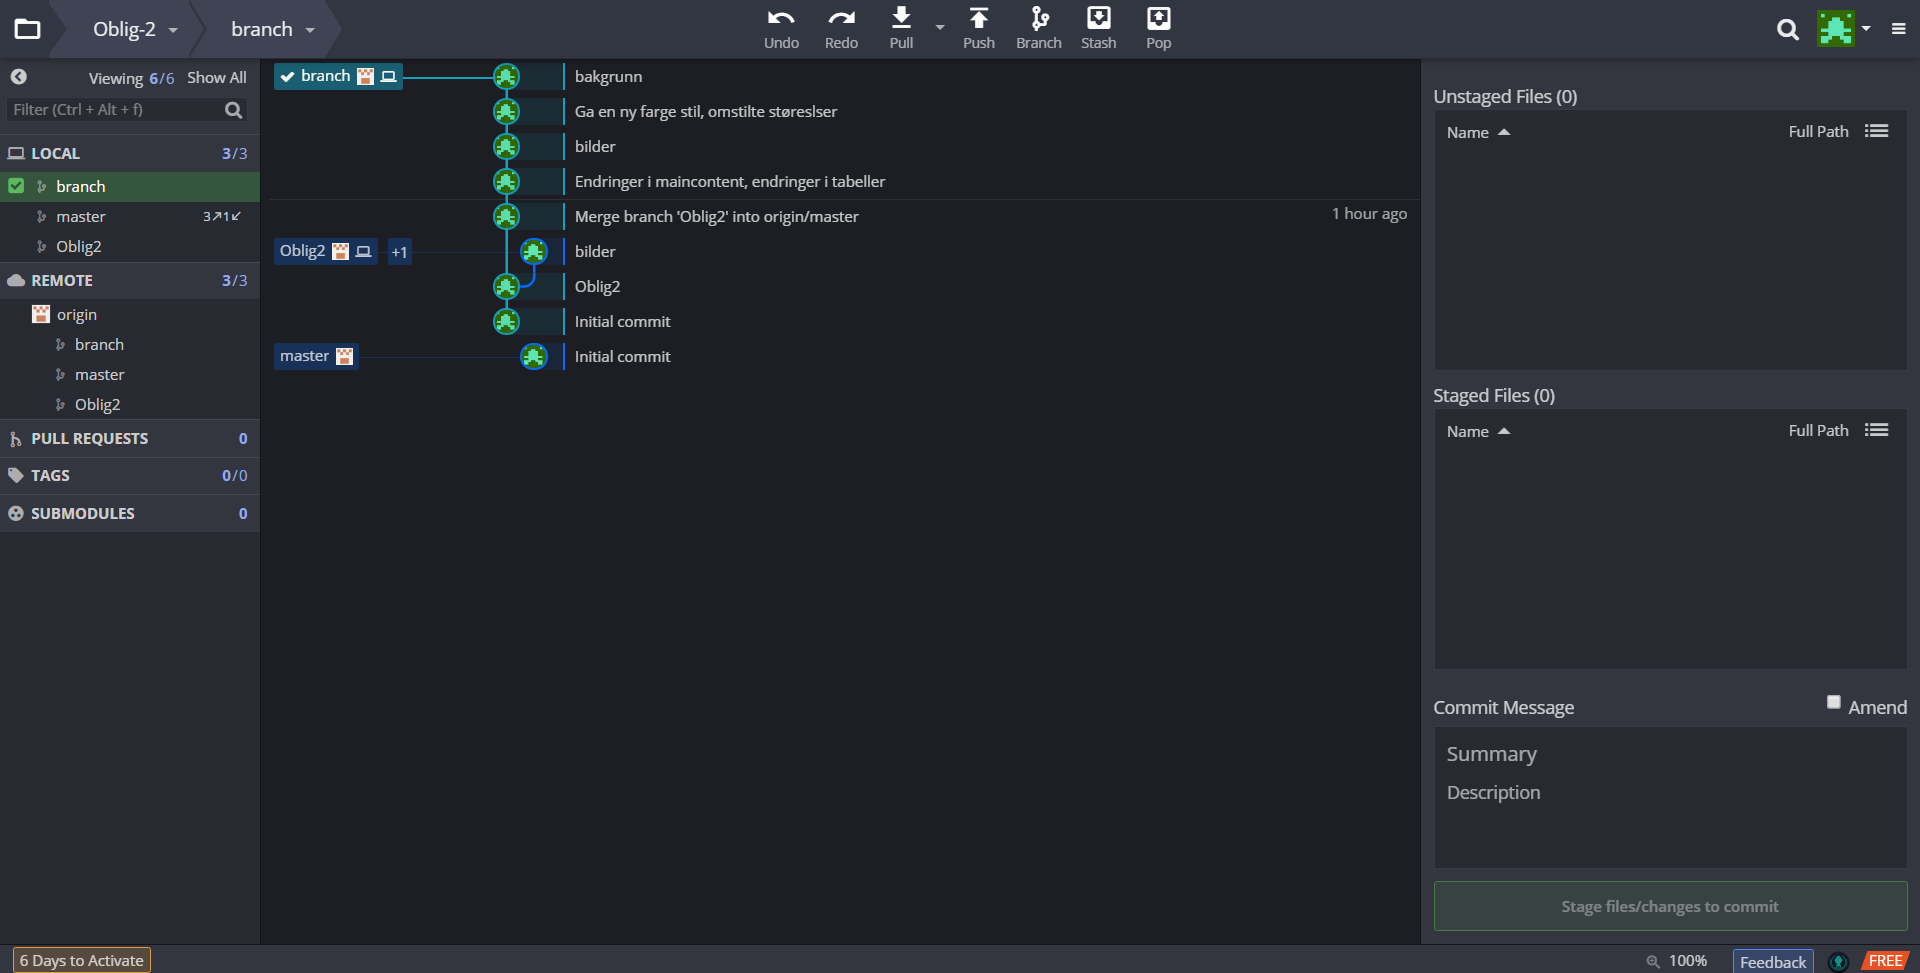 Oblig-2
branch
Undo
Redo
Pull
Push
Branch
Stash
Pop
Viewing 6/6 Show All
Filter (Ctrl + Alt + f)
LOCAL 3/3
branch
master 3↗1↙
Oblig2
REMOTE 3/3
origin
branch
master
Oblig2
PULL REQUESTS 0
TAGS 0/0
SUBMODULES 0
branch bakgrunn
Ga en ny farge stil, omstilte støreslser
bilder
Endringer i maincontent, endringer i tabeller
Merge branch 'Oblig2' into origin/master 1 hour ago
Oblig2 +1 bilder
Oblig2
Initial commit
master Initial commit
Unstaged Files (0)
Name Full Path
Staged Files (0)
Name Full Path
Commit Message Amend
Summary
Description
Stage files/changes to commit
6 Days to Activate
100%
Feedback
FREE